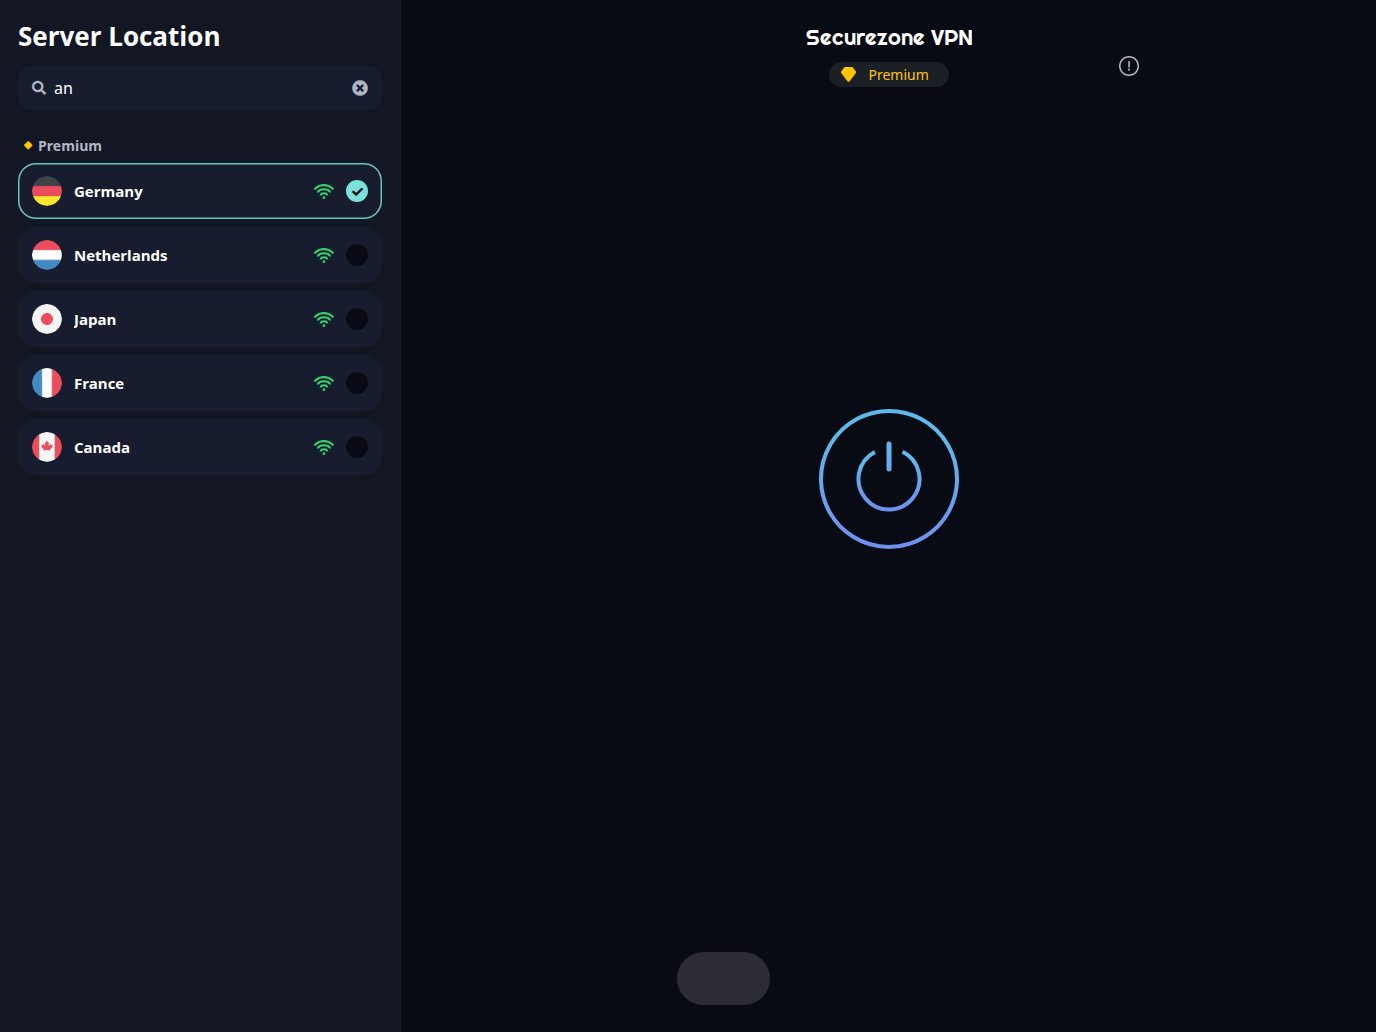 Server Location
an
Premium
Germany
Netherlands
Japan
France
Canada
Securezone VPN
Premium